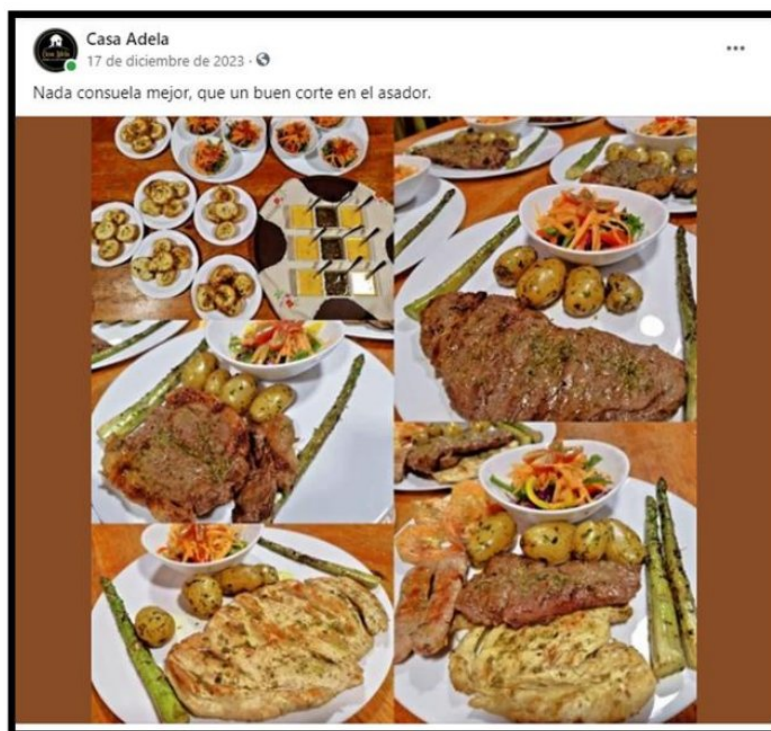 Casa Adela
17 de diciembre de 2023 ·
Nada consuela mejor, que un buen corte en el asador.